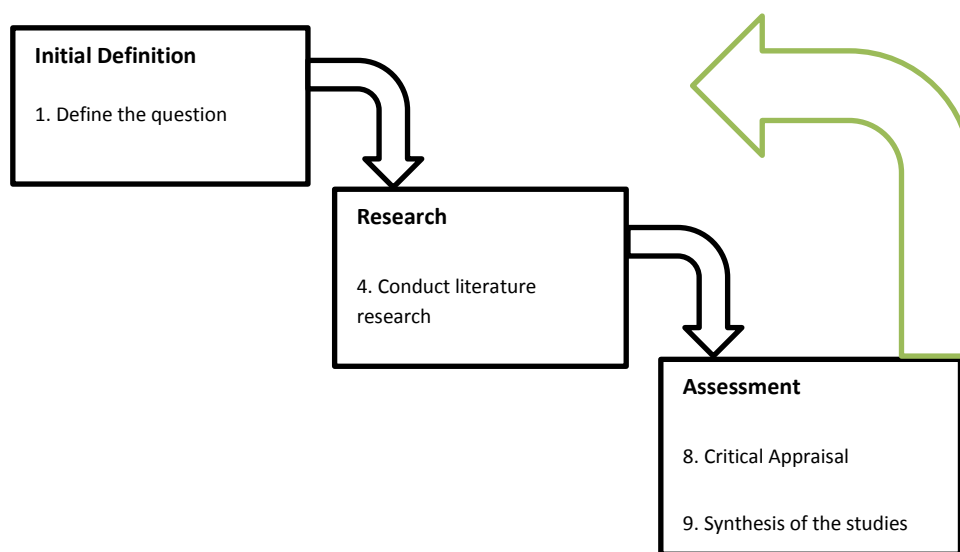 Initial Definition
1. Define the question
Research
4. Conduct literature
research
Assessment
8. Critical Appraisal
9. Synthesis of the studies